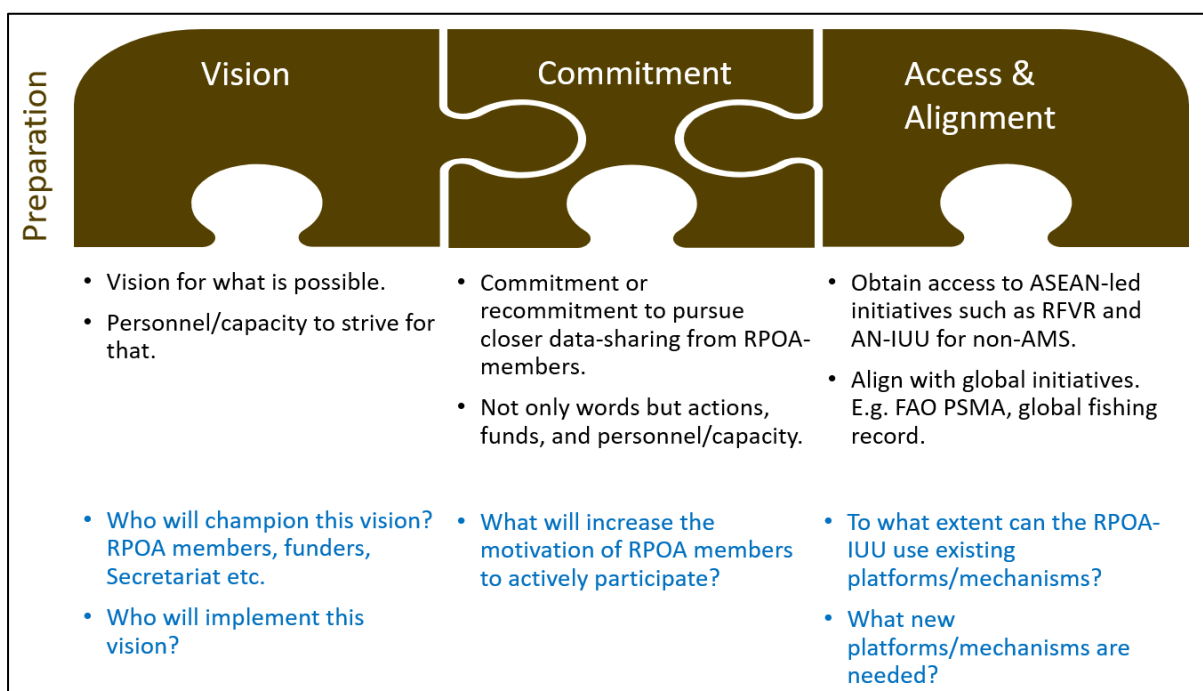 Preparation
Vision
Commitment
Access &
Alignment
• Vision for what is possible.
• Personnel/capacity to strive for
that.
• Commitment or
recommitment to pursue
closer data-sharing from RPOA-
members.
• Not only words but actions,
funds, and personnel/capacity.
• Obtain access to ASEAN-led
initiatives such as RFVR and
AN-IUU for non-AMS.
• Align with global initiatives.
E.g. FAO PSMA, global fishing
record.
• Who will champion this vision?
RPOA members, funders,
Secretariat etc.
• Who will implement this
vision?
• What will increase the
motivation of RPOA members
to actively participate?
• To what extent can the RPOA-
IUU use existing
platforms/mechanisms?
• What new
platforms/mechanisms are
needed?